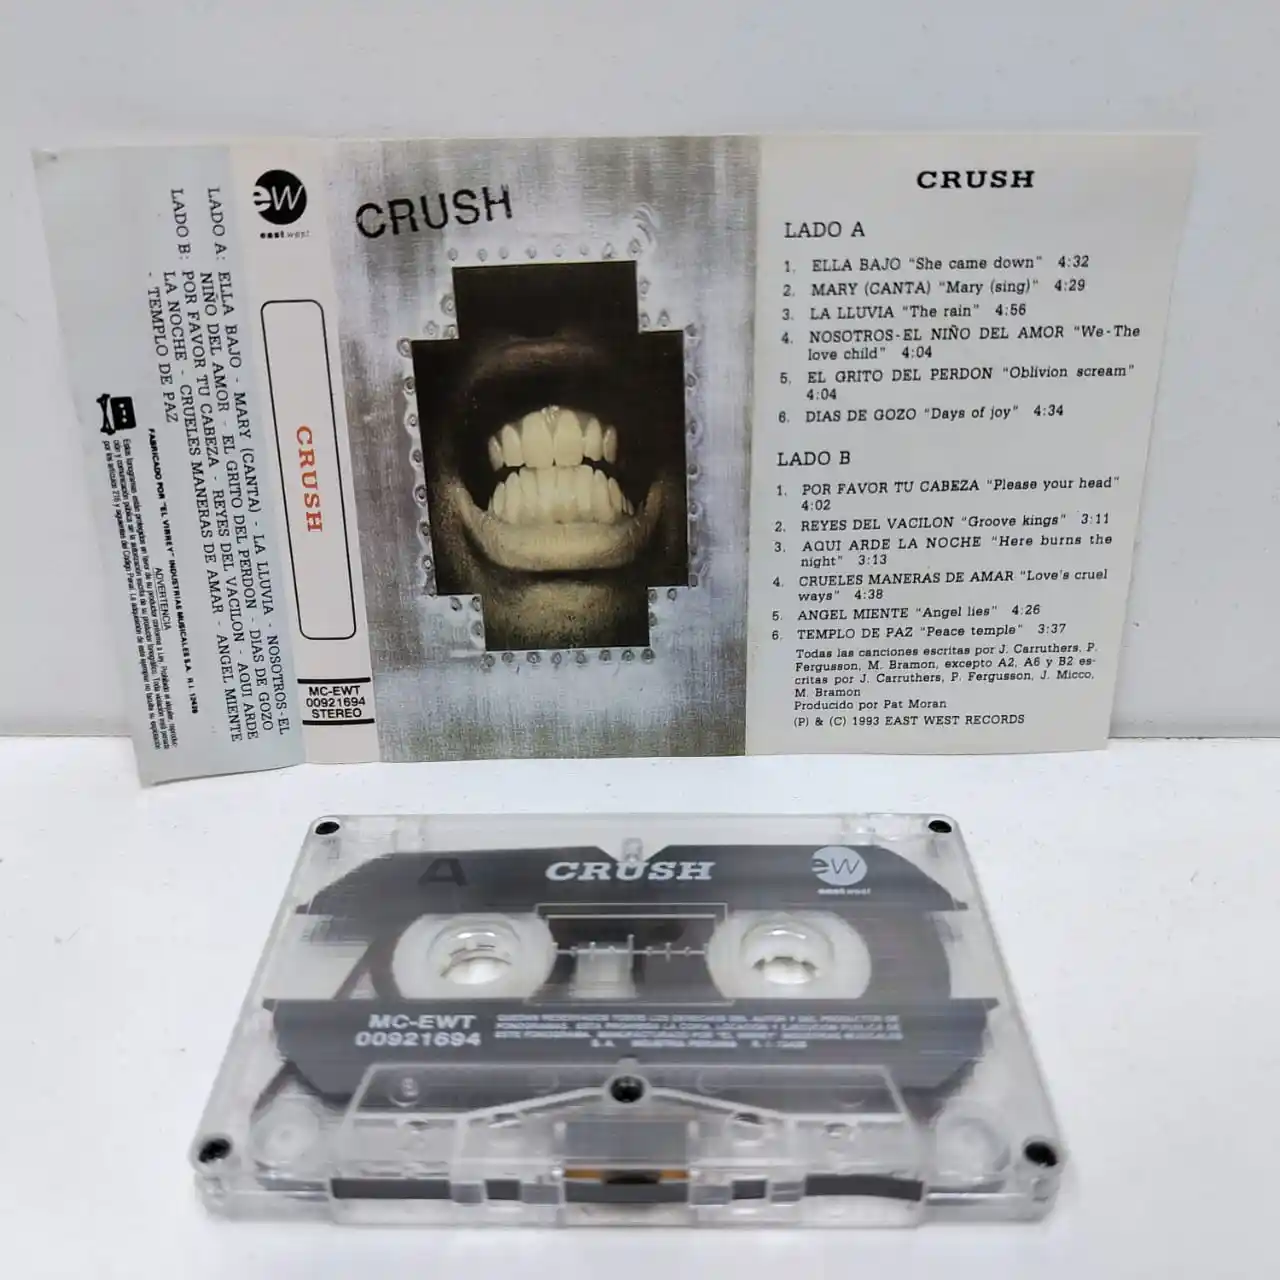 LADO A: ELLA BAJO - MARY (CANTA) - LA LLUVIA - NOSOTROS-EL
NIÑO DEL AMOR - EL GRITO DEL PERDON - DIAS DE GOZO
LADO B: POR FAVOR TU CABEZA - REYES DEL VACILON - AQUI ARDE
LA NOCHE - CRUELES MANERAS DE AMAR - ANGEL MIENTE
- TEMPLO DE PAZ
FABRICADO POR "EL VIRREY" INDUSTRIAS MUSICALES S.A. R.I. 12426
ADVERTENCIA
ew
east west
CRUSH
MC-EWT
00921694
STEREO
CRUSH
CRUSH
LADO A
1. ELLA BAJO "She came down" 4:32
2. MARY (CANTA) "Mary (sing)" 4:29
3. LA LLUVIA "The rain" 4:56
4. NOSOTROS-EL NIÑO DEL AMOR "We-The
love child" 4:04
5. EL GRITO DEL PERDON "Oblivion scream"
4:04
6. DIAS DE GOZO "Days of joy" 4:34
LADO B
1. POR FAVOR TU CABEZA "Please your head"
4:02
2. REYES DEL VACILON "Groove kings" 3:11
3. AQUI ARDE LA NOCHE "Here burns the
night" 3:13
4. CRUELES MANERAS DE AMAR "Love's cruel
ways" 4:38
5. ANGEL MIENTE "Angel lies" 4:26
6. TEMPLO DE PAZ "Peace temple" 3:37
Todas las canciones escritas por J. Carruthers, P.
Fergusson, M. Bramon, excepto A2, A6 y B2 es-
critas por J. Carruthers, P. Fergusson, J. Micco,
M. Bramon
Producido por Pat Moran
(P) & (C) 1993 EAST WEST RECORDS
A
CRUSH
ew
east west
MC-EWT
00921694